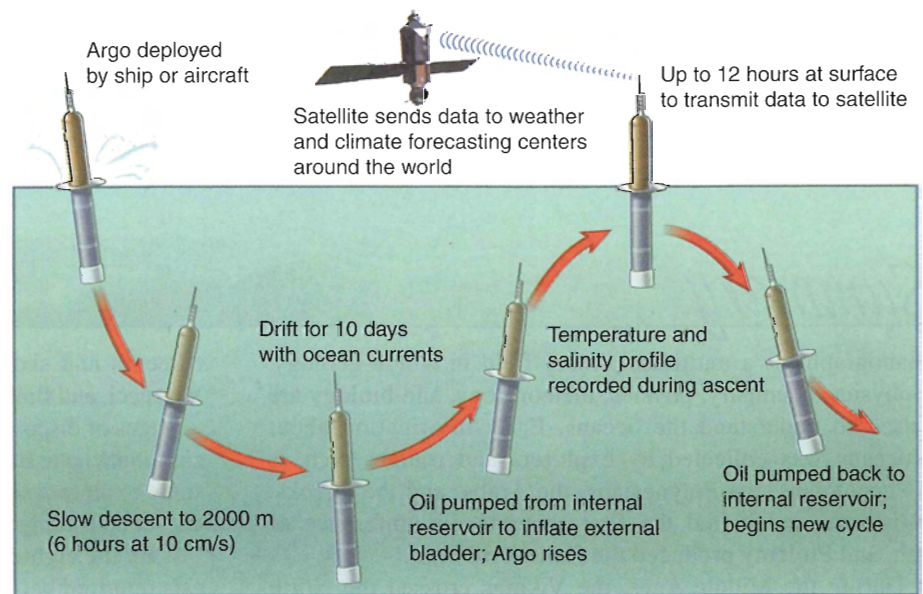 Argo deployed
by ship or aircraft
Satellite sends data to weather
and climate forecasting centers
around the world
Up to 12 hours at surface
to transmit data to satellite
Slow descent to 2000 m
(6 hours at 10 cm/s)
Drift for 10 days
with ocean currents
Oil pumped from internal
reservoir to inflate external
bladder; Argo rises
Temperature and
salinity profile
recorded during ascent
Oil pumped back to
internal reservoir;
begins new cycle